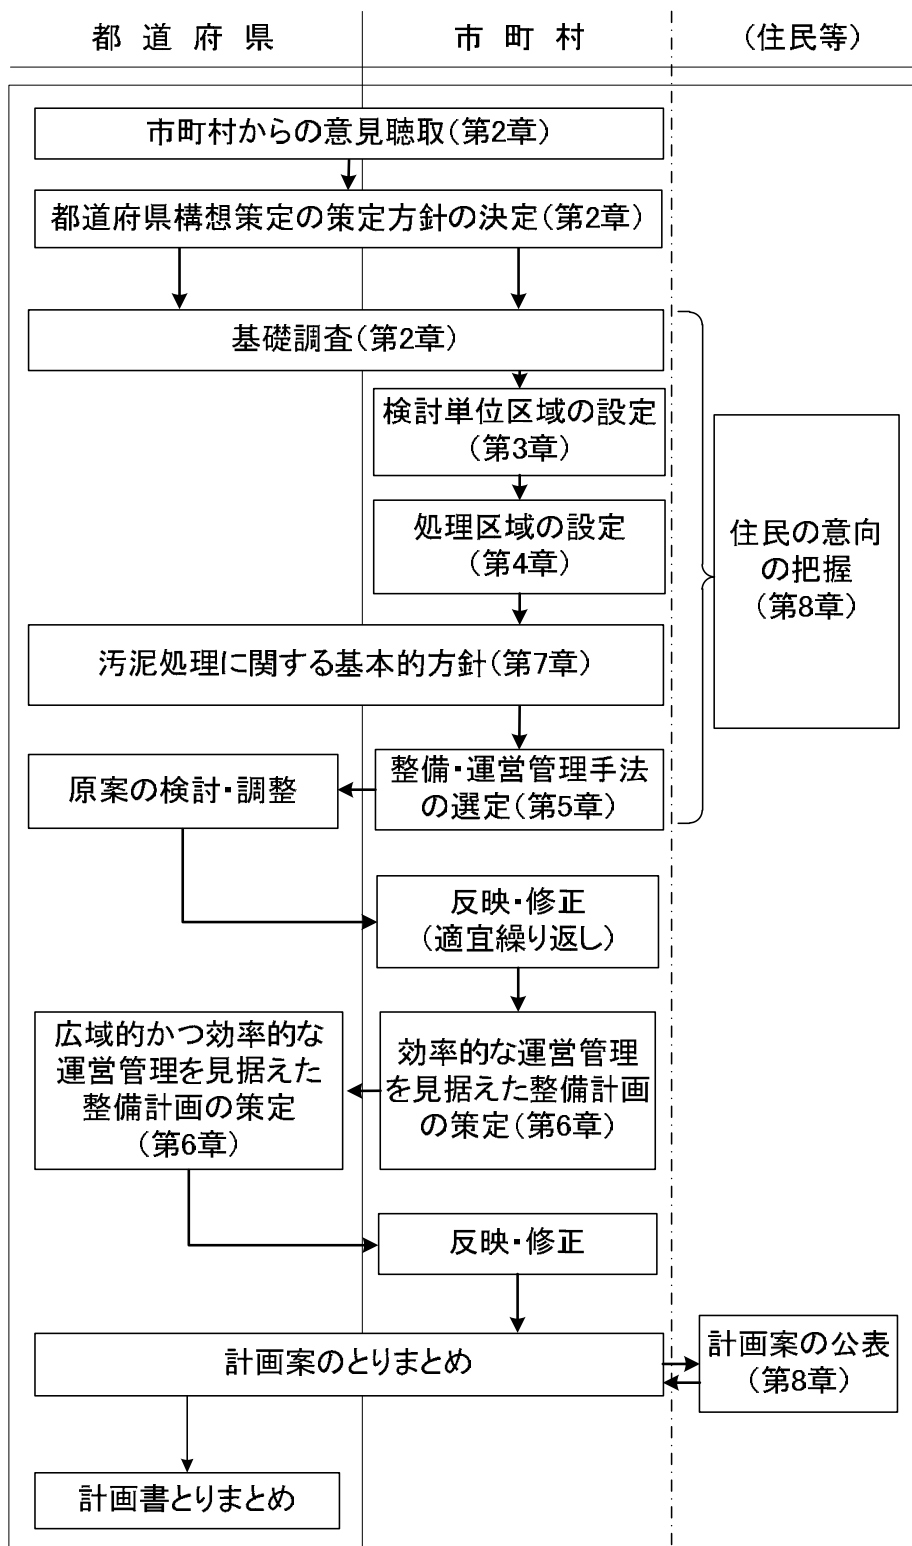 都道府県
市町村
(住民等)
市町村からの意見聴取(第2章)
都道府県構想策定の策定方針の決定(第2章)
基礎調査(第2章)
検討単位区域の設定
(第3章)
処理区域の設定
(第4章)
住民の意向
の把握
(第8章)
汚泥処理に関する基本的方針(第7章)
整備・運営管理手法
の選定(第5章)
原案の検討・調整
反映・修正
(適宜繰り返し)
広域的かつ効率的な
運営管理を見据えた
整備計画の策定
(第6章)
効率的な運営管理
を見据えた整備計画
の策定(第6章)
反映・修正
計画案のとりまとめ
計画案の公表
(第8章)
計画書とりまとめ